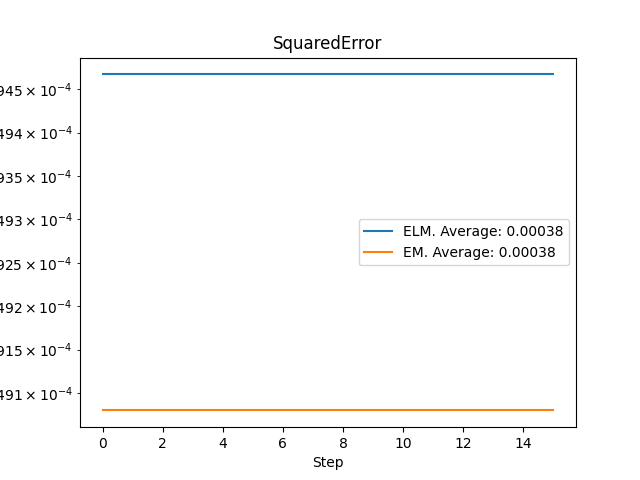 SquaredError
945 × 10⁻⁴
494 × 10⁻⁴
935 × 10⁻⁴
493 × 10⁻⁴
925 × 10⁻⁴
492 × 10⁻⁴
915 × 10⁻⁴
491 × 10⁻⁴
ELM. Average: 0.00038
EM. Average: 0.00038
0 2 4 6 8 10 12 14
Step